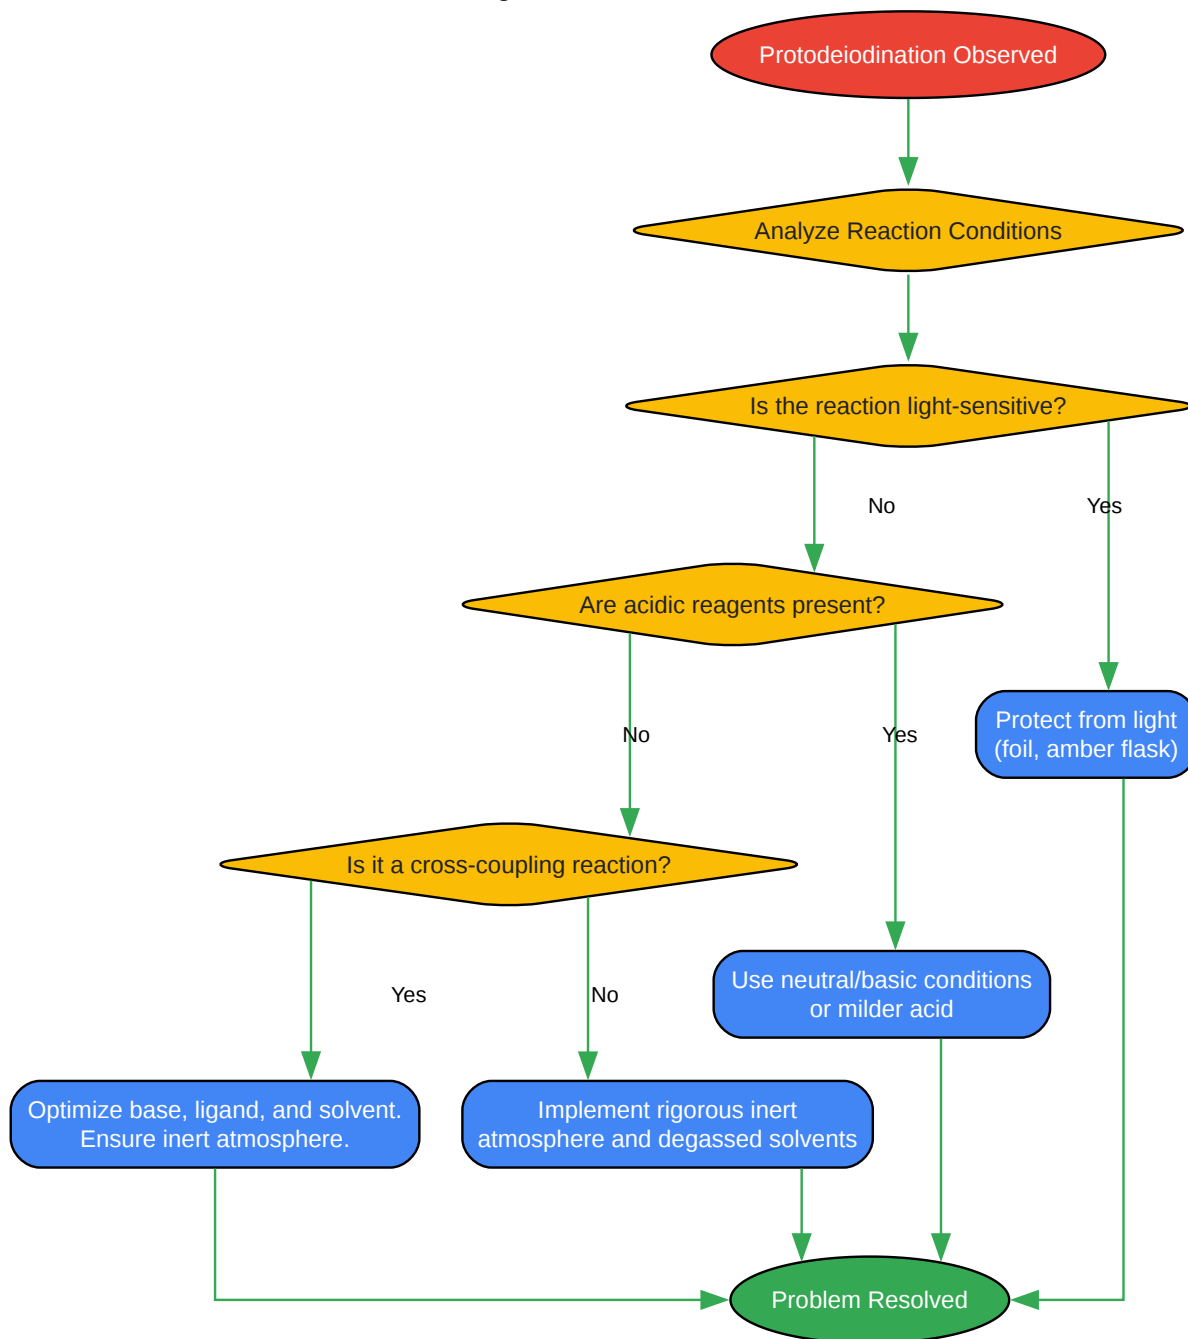 Protodeiodination Observed
Analyze Reaction Conditions
Is the reaction light-sensitive?
No
Yes
Are acidic reagents present?
Protect from light
(foil, amber flask)
No
Yes
Is it a cross-coupling reaction?
Use neutral/basic conditions
or milder acid
Yes
No
Optimize base, ligand, and solvent.
Ensure inert atmosphere.
Implement rigorous inert
atmosphere and degassed solvents
Problem Resolved